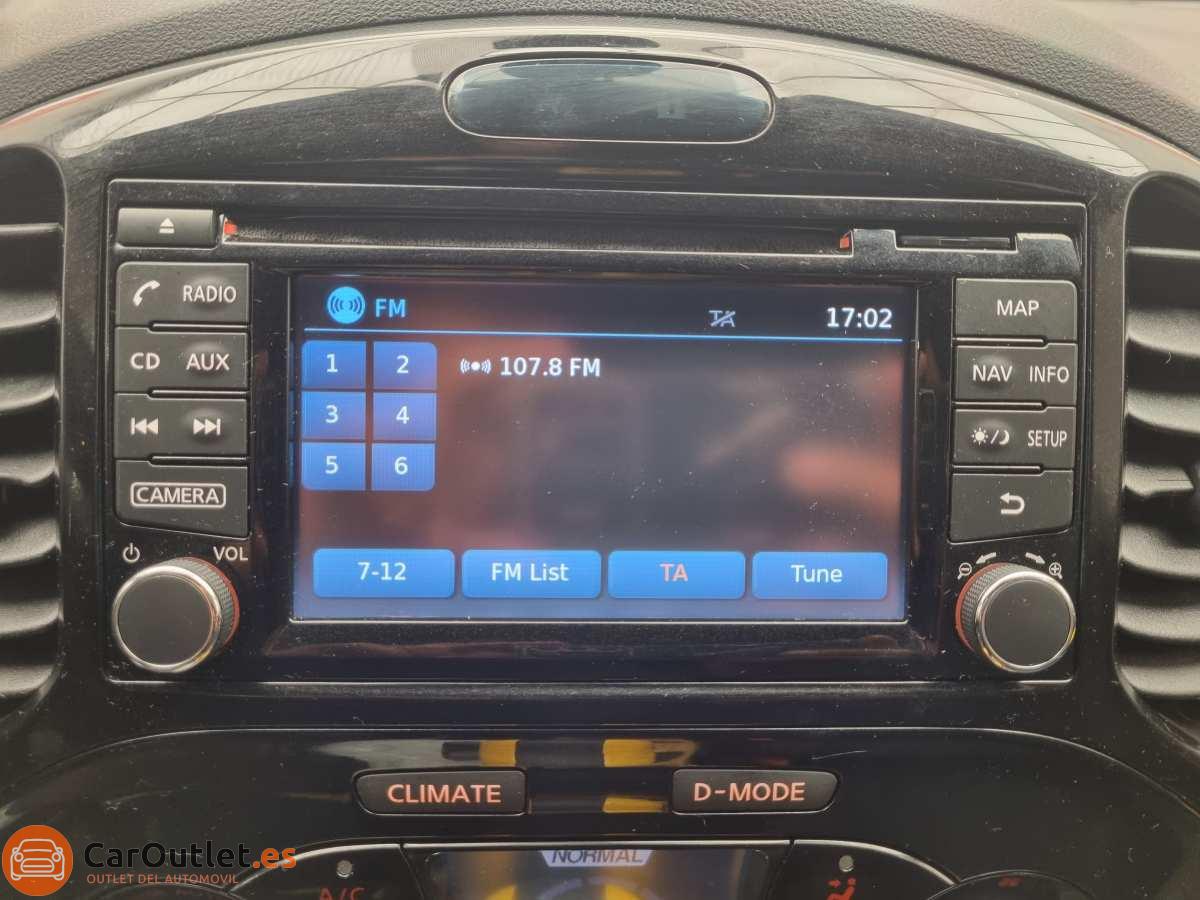 RADIO
CD AUX
CAMERA
VOL
FM TA 17:02
1 2 107.8 FM
3 4
5 6
7-12 FM List TA Tune
MAP
NAV INFO
SETUP
CLIMATE D-MODE
NORMAL
A/C
CarOutlet.es
OUTLET DEL AUTOMOVIL